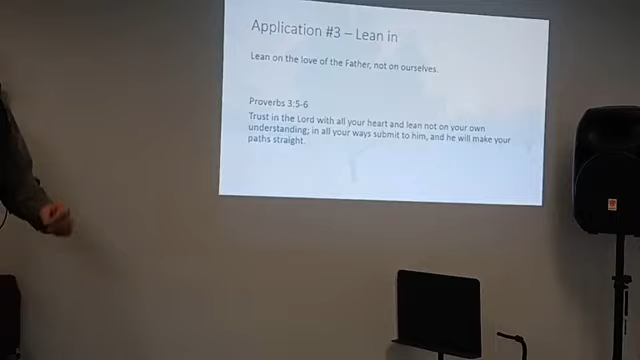 Application #3 – Lean in
Lean on the love of the Father, not on ourselves.
Proverbs 3:5-6
Trust in the Lord with all your heart and lean not on your own
understanding; in all your ways submit to him, and he will make your
paths straight.